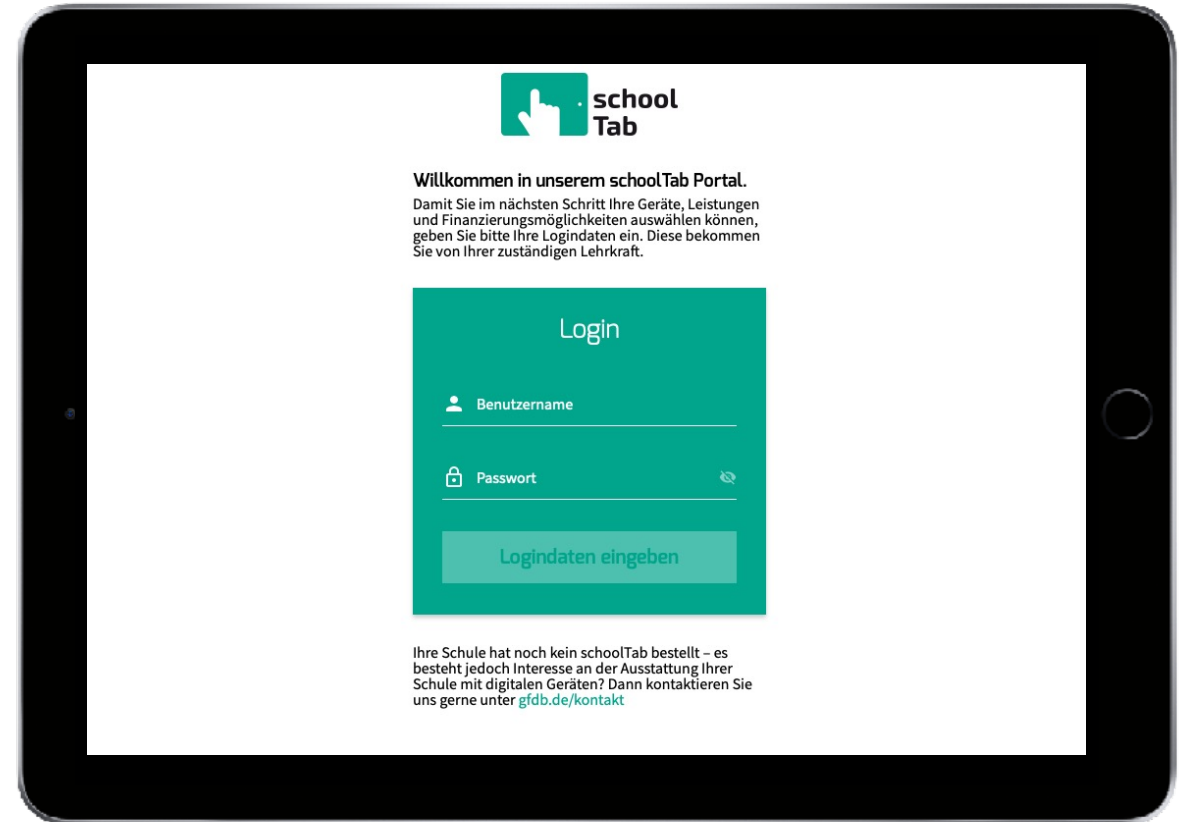 school
Tab
Willkommen in unserem schoolTab Portal.
Damit Sie im nächsten Schritt Ihre Geräte, Leistungen
und Finanzierungsmöglichkeiten auswählen können,
geben Sie bitte Ihre Logindaten ein. Diese bekommen
Sie von Ihrer zuständigen Lehrkraft.
Login
Benutzername
Passwort
Logindaten eingeben
Ihre Schule hat noch kein schoolTab bestellt – es
besteht jedoch Interesse an der Ausstattung Ihrer
Schule mit digitalen Geräten? Dann kontaktieren Sie
uns gerne unter gfdb.de/kontakt